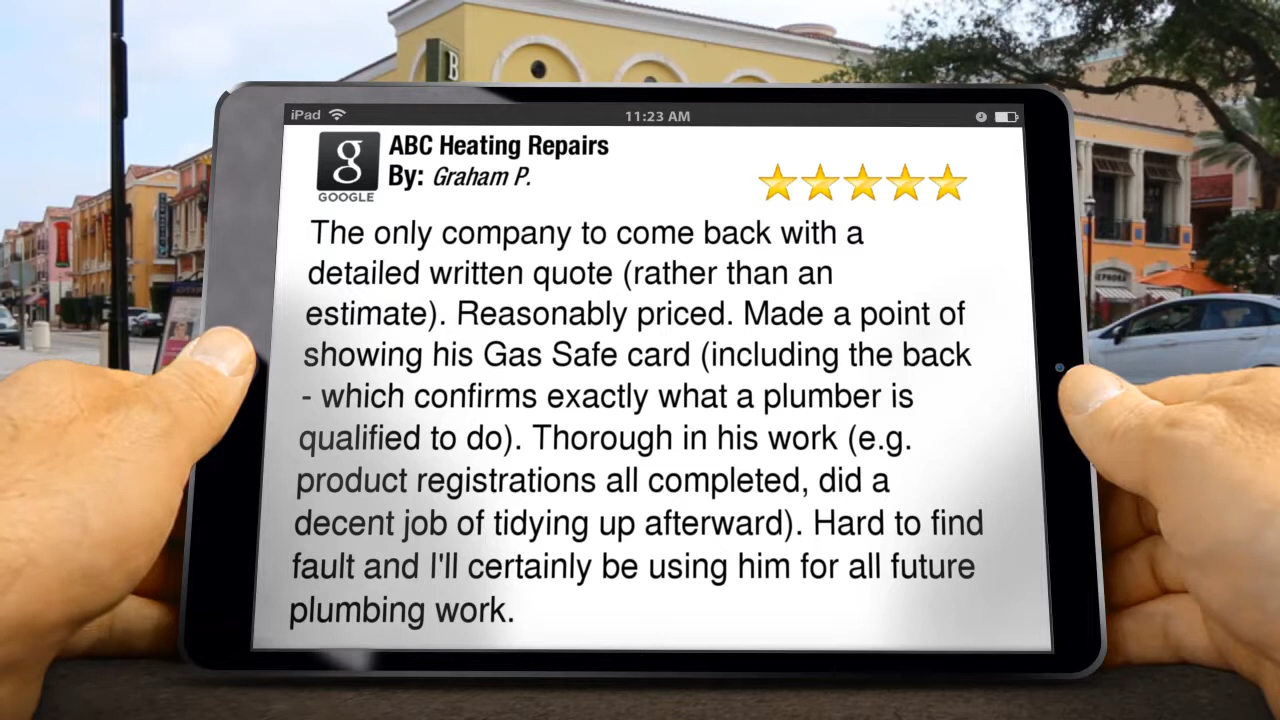 B
iPad
11:23 AM
g
GOOGLE
ABC Heating Repairs
By: Graham P.
The only company to come back with a
detailed written quote (rather than an
estimate). Reasonably priced. Made a point of
showing his Gas Safe card (including the back
- which confirms exactly what a plumber is
qualified to do). Thorough in his work (e.g.
product registrations all completed, did a
decent job of tidying up afterward). Hard to find
fault and I'll certainly be using him for all future
plumbing work.
SEPHORA